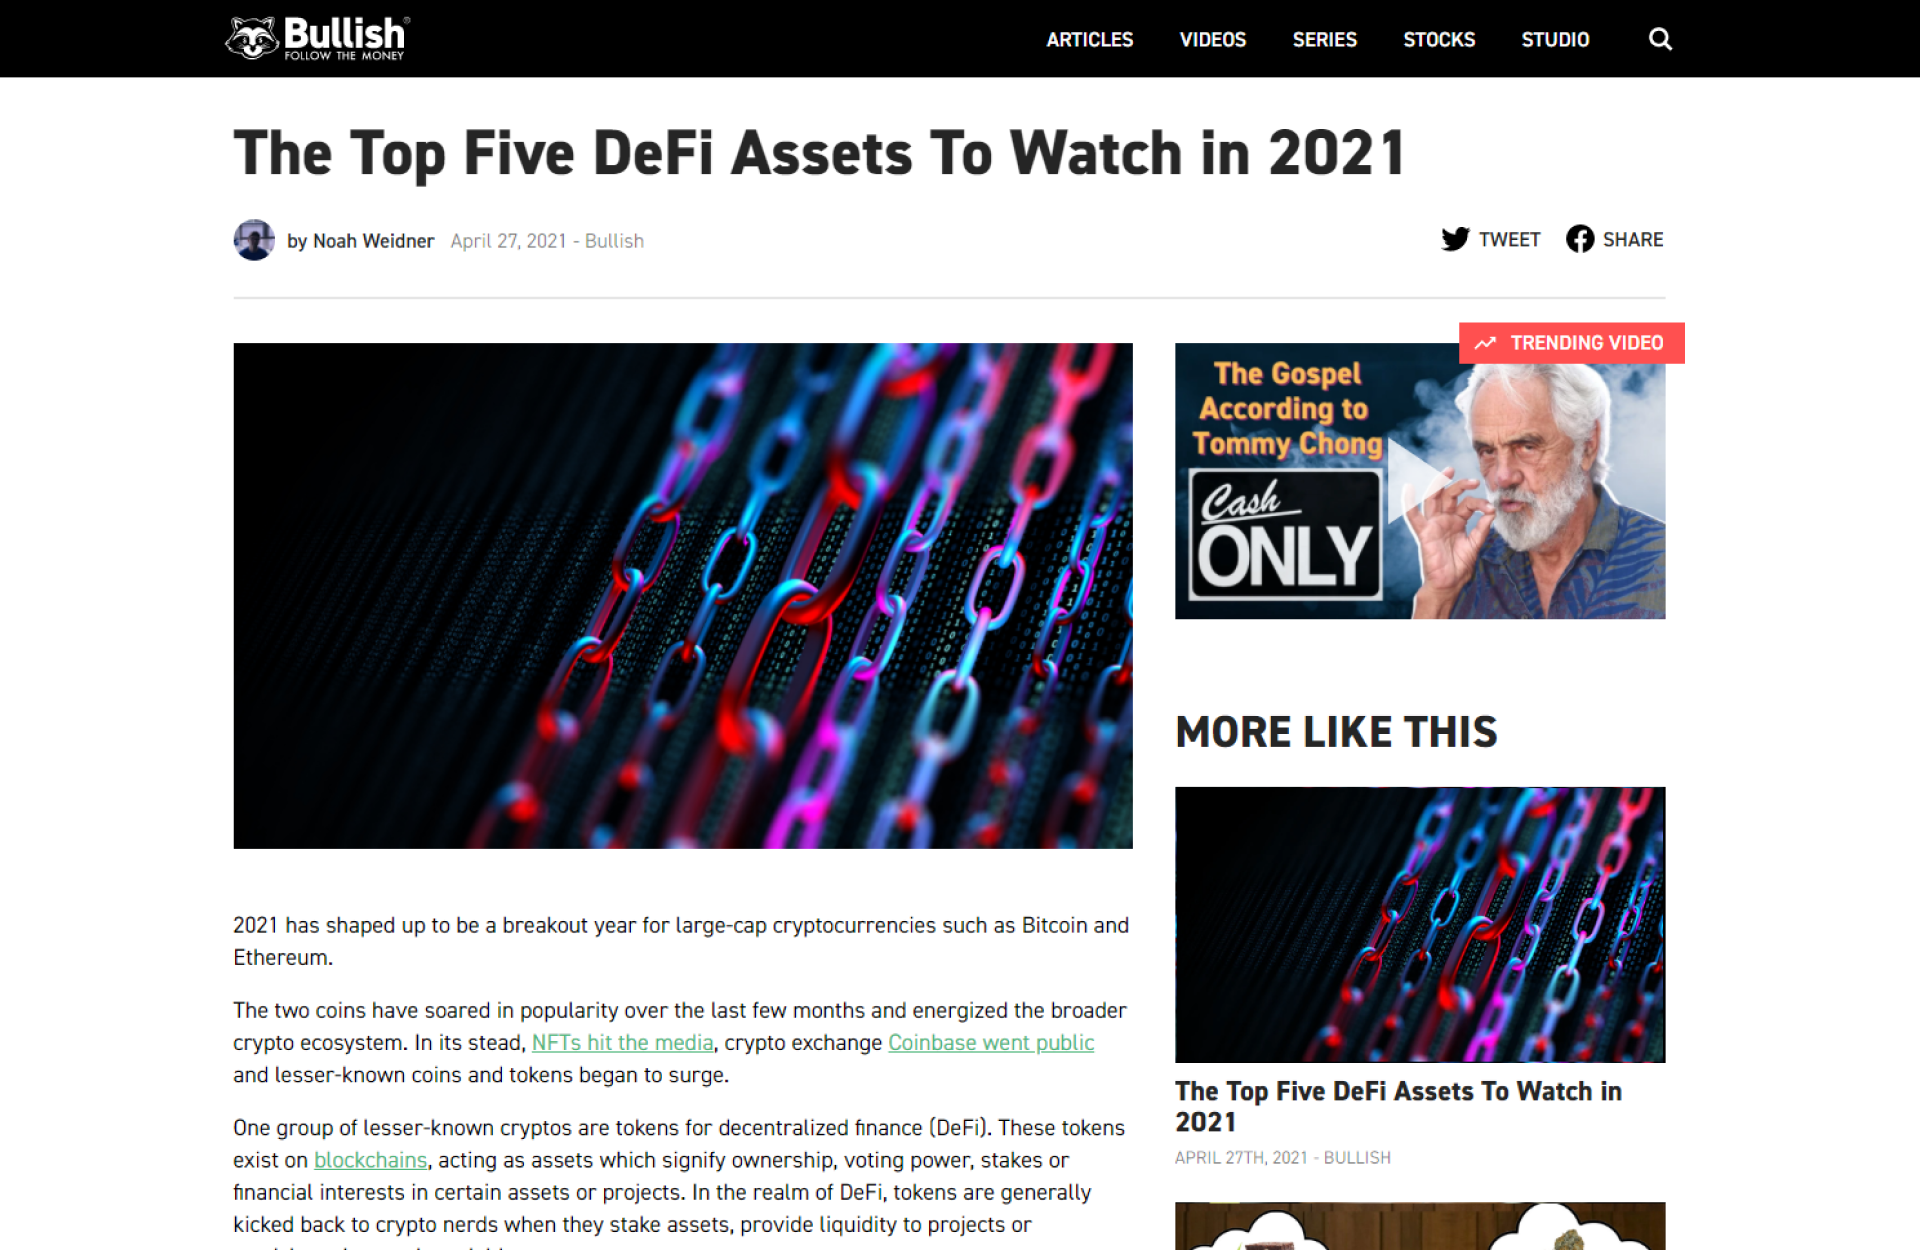 Bullish®
FOLLOW THE MONEY
ARTICLES VIDEOS SERIES STOCKS STUDIO
The Top Five DeFi Assets To Watch in 2021
by Noah Weidner April 27, 2021 - Bullish
TWEET SHARE
TRENDING VIDEO
The Gospel
According to
Tommy Chong
Cash
ONLY
2021 has shaped up to be a breakout year for large-cap cryptocurrencies such as Bitcoin and
Ethereum.
The two coins have soared in popularity over the last few months and energized the broader
crypto ecosystem. In its stead, NFTs hit the media, crypto exchange Coinbase went public
and lesser-known coins and tokens began to surge.
One group of lesser-known cryptos are tokens for decentralized finance (DeFi). These tokens
exist on blockchains, acting as assets which signify ownership, voting power, stakes or
financial interests in certain assets or projects. In the realm of DeFi, tokens are generally
kicked back to crypto nerds when they stake assets, provide liquidity to projects or
MORE LIKE THIS
The Top Five DeFi Assets To Watch in
2021
APRIL 27TH, 2021 - BULLISH